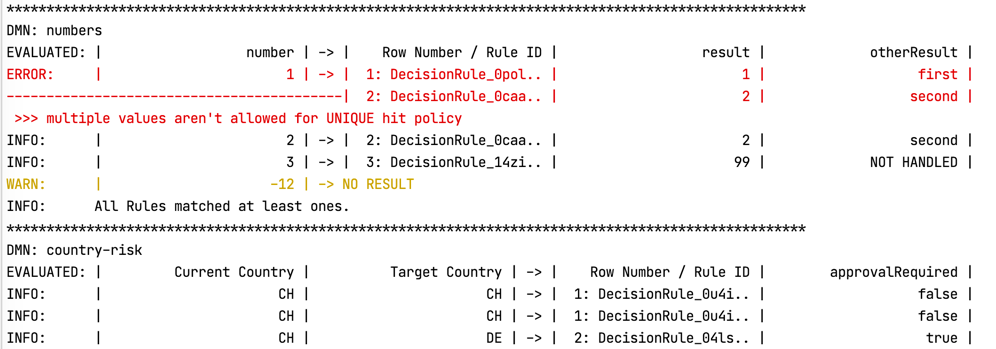 ****************************************************************************************************
DMN: numbers
EVALUATED: | number | -> | Row Number / Rule ID | result | otherResult |
ERROR: | 1 | -> | 1: DecisionRule_0pol.. | 1 | first |
------------------------------------------| 2: DecisionRule_0caa.. | 2 | second |
>>> multiple values aren't allowed for UNIQUE hit policy
INFO: | 2 | -> | 2: DecisionRule_0caa.. | 2 | second |
INFO: | 3 | -> | 3: DecisionRule_14zi.. | 99 | NOT HANDLED |
WARN: | -12 | -> NO RESULT
INFO: All Rules matched at least ones.
****************************************************************************************************
DMN: country-risk
EVALUATED: | Current Country | Target Country | -> | Row Number / Rule ID | approvalRequired |
INFO: | CH | CH | -> | 1: DecisionRule_0u4i.. | false |
INFO: | CH | CH | -> | 1: DecisionRule_0u4i.. | false |
INFO: | CH | DE | -> | 2: DecisionRule_04ls.. | true |